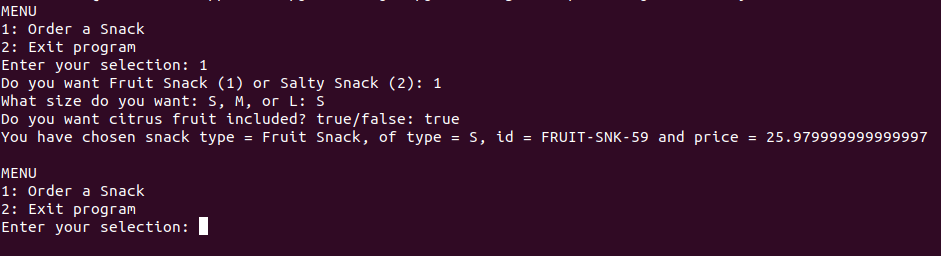 MENU
1: Order a Snack
2: Exit program
Enter your selection: 1
Do you want Fruit Snack (1) or Salty Snack (2): 1
What size do you want: S, M, or L: S
Do you want citrus fruit included? true/false: true
You have chosen snack type = Fruit Snack, of type = S, id = FRUIT-SNK-59 and price = 25.979999999999997
MENU
1: Order a Snack
2: Exit program
Enter your selection: